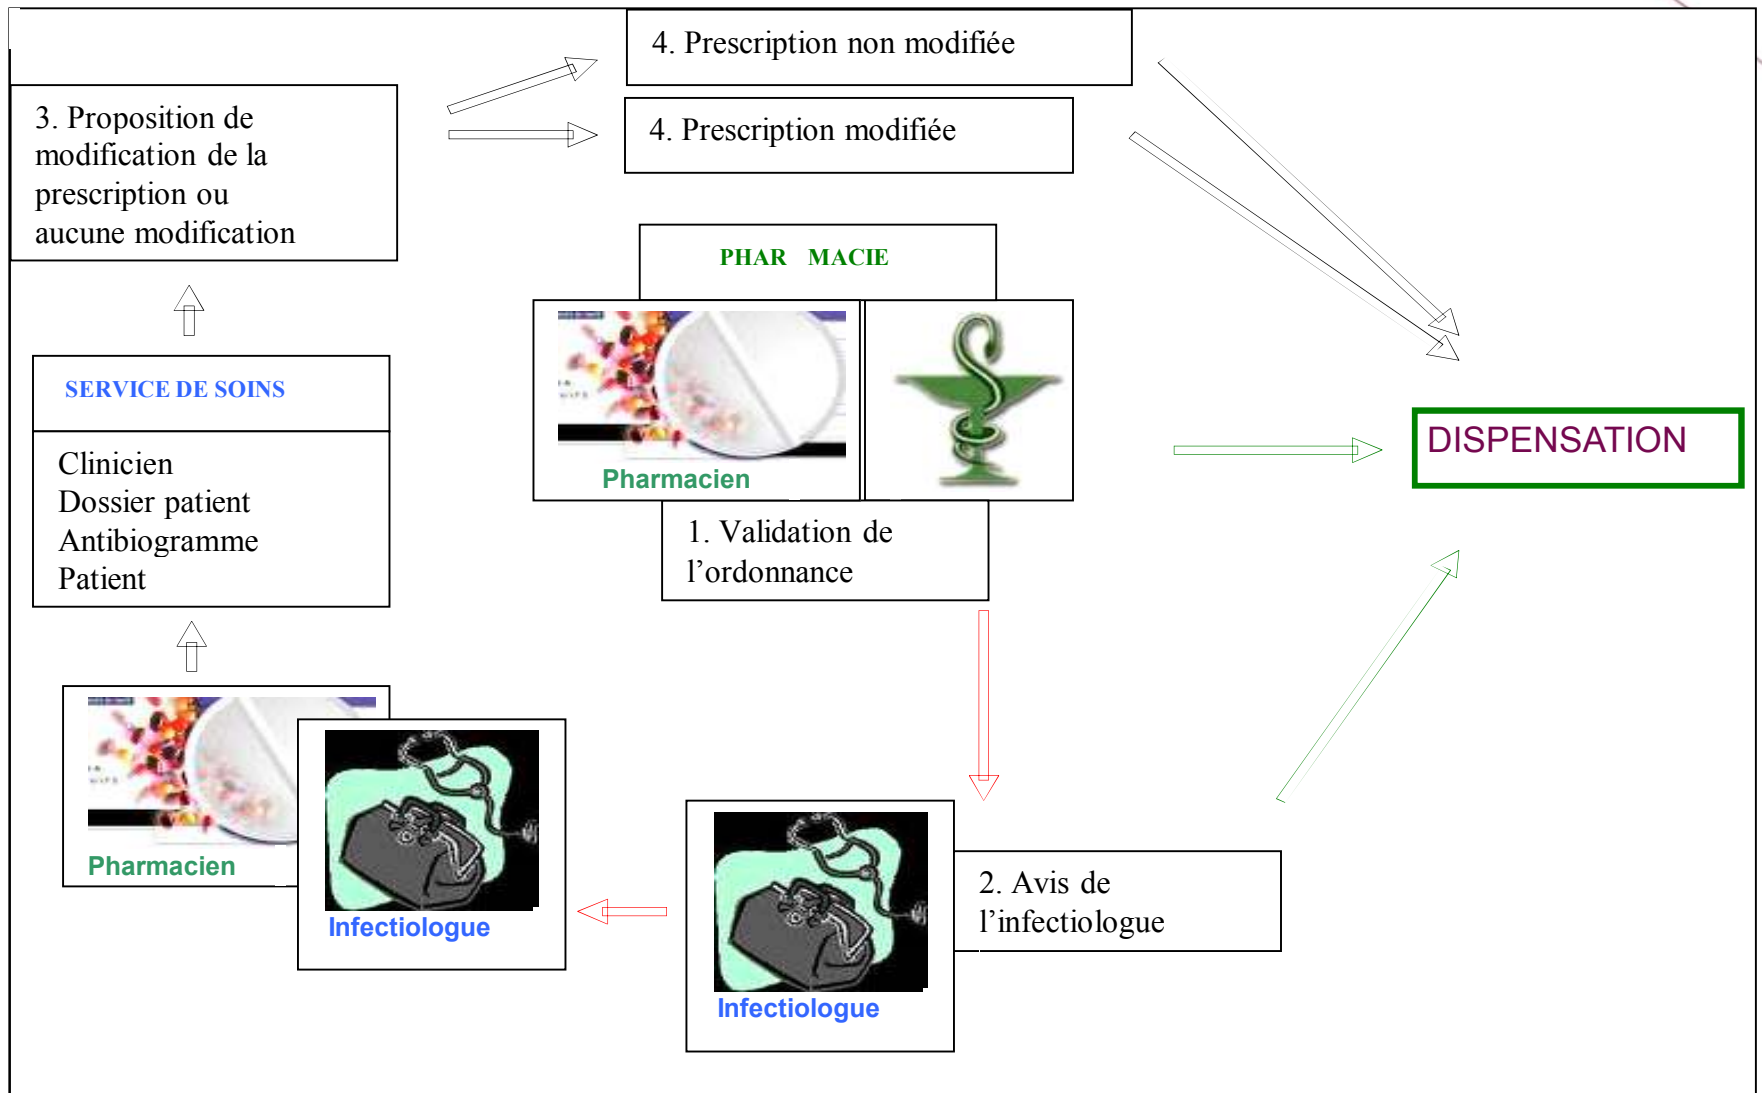 4. Prescription non modifiée
4. Prescription modifiée
3. Proposition de
modification de la
prescription ou
aucune modification
PHAR MACIE
Pharmacien
1. Validation de
l’ordonnance
SERVICE DE SOINS
Clinicien
Dossier patient
Antibiogramme
Patient
DISPENSATION
Pharmacien
Infectiologue
2. Avis de
l’infectiologue
Infectiologue